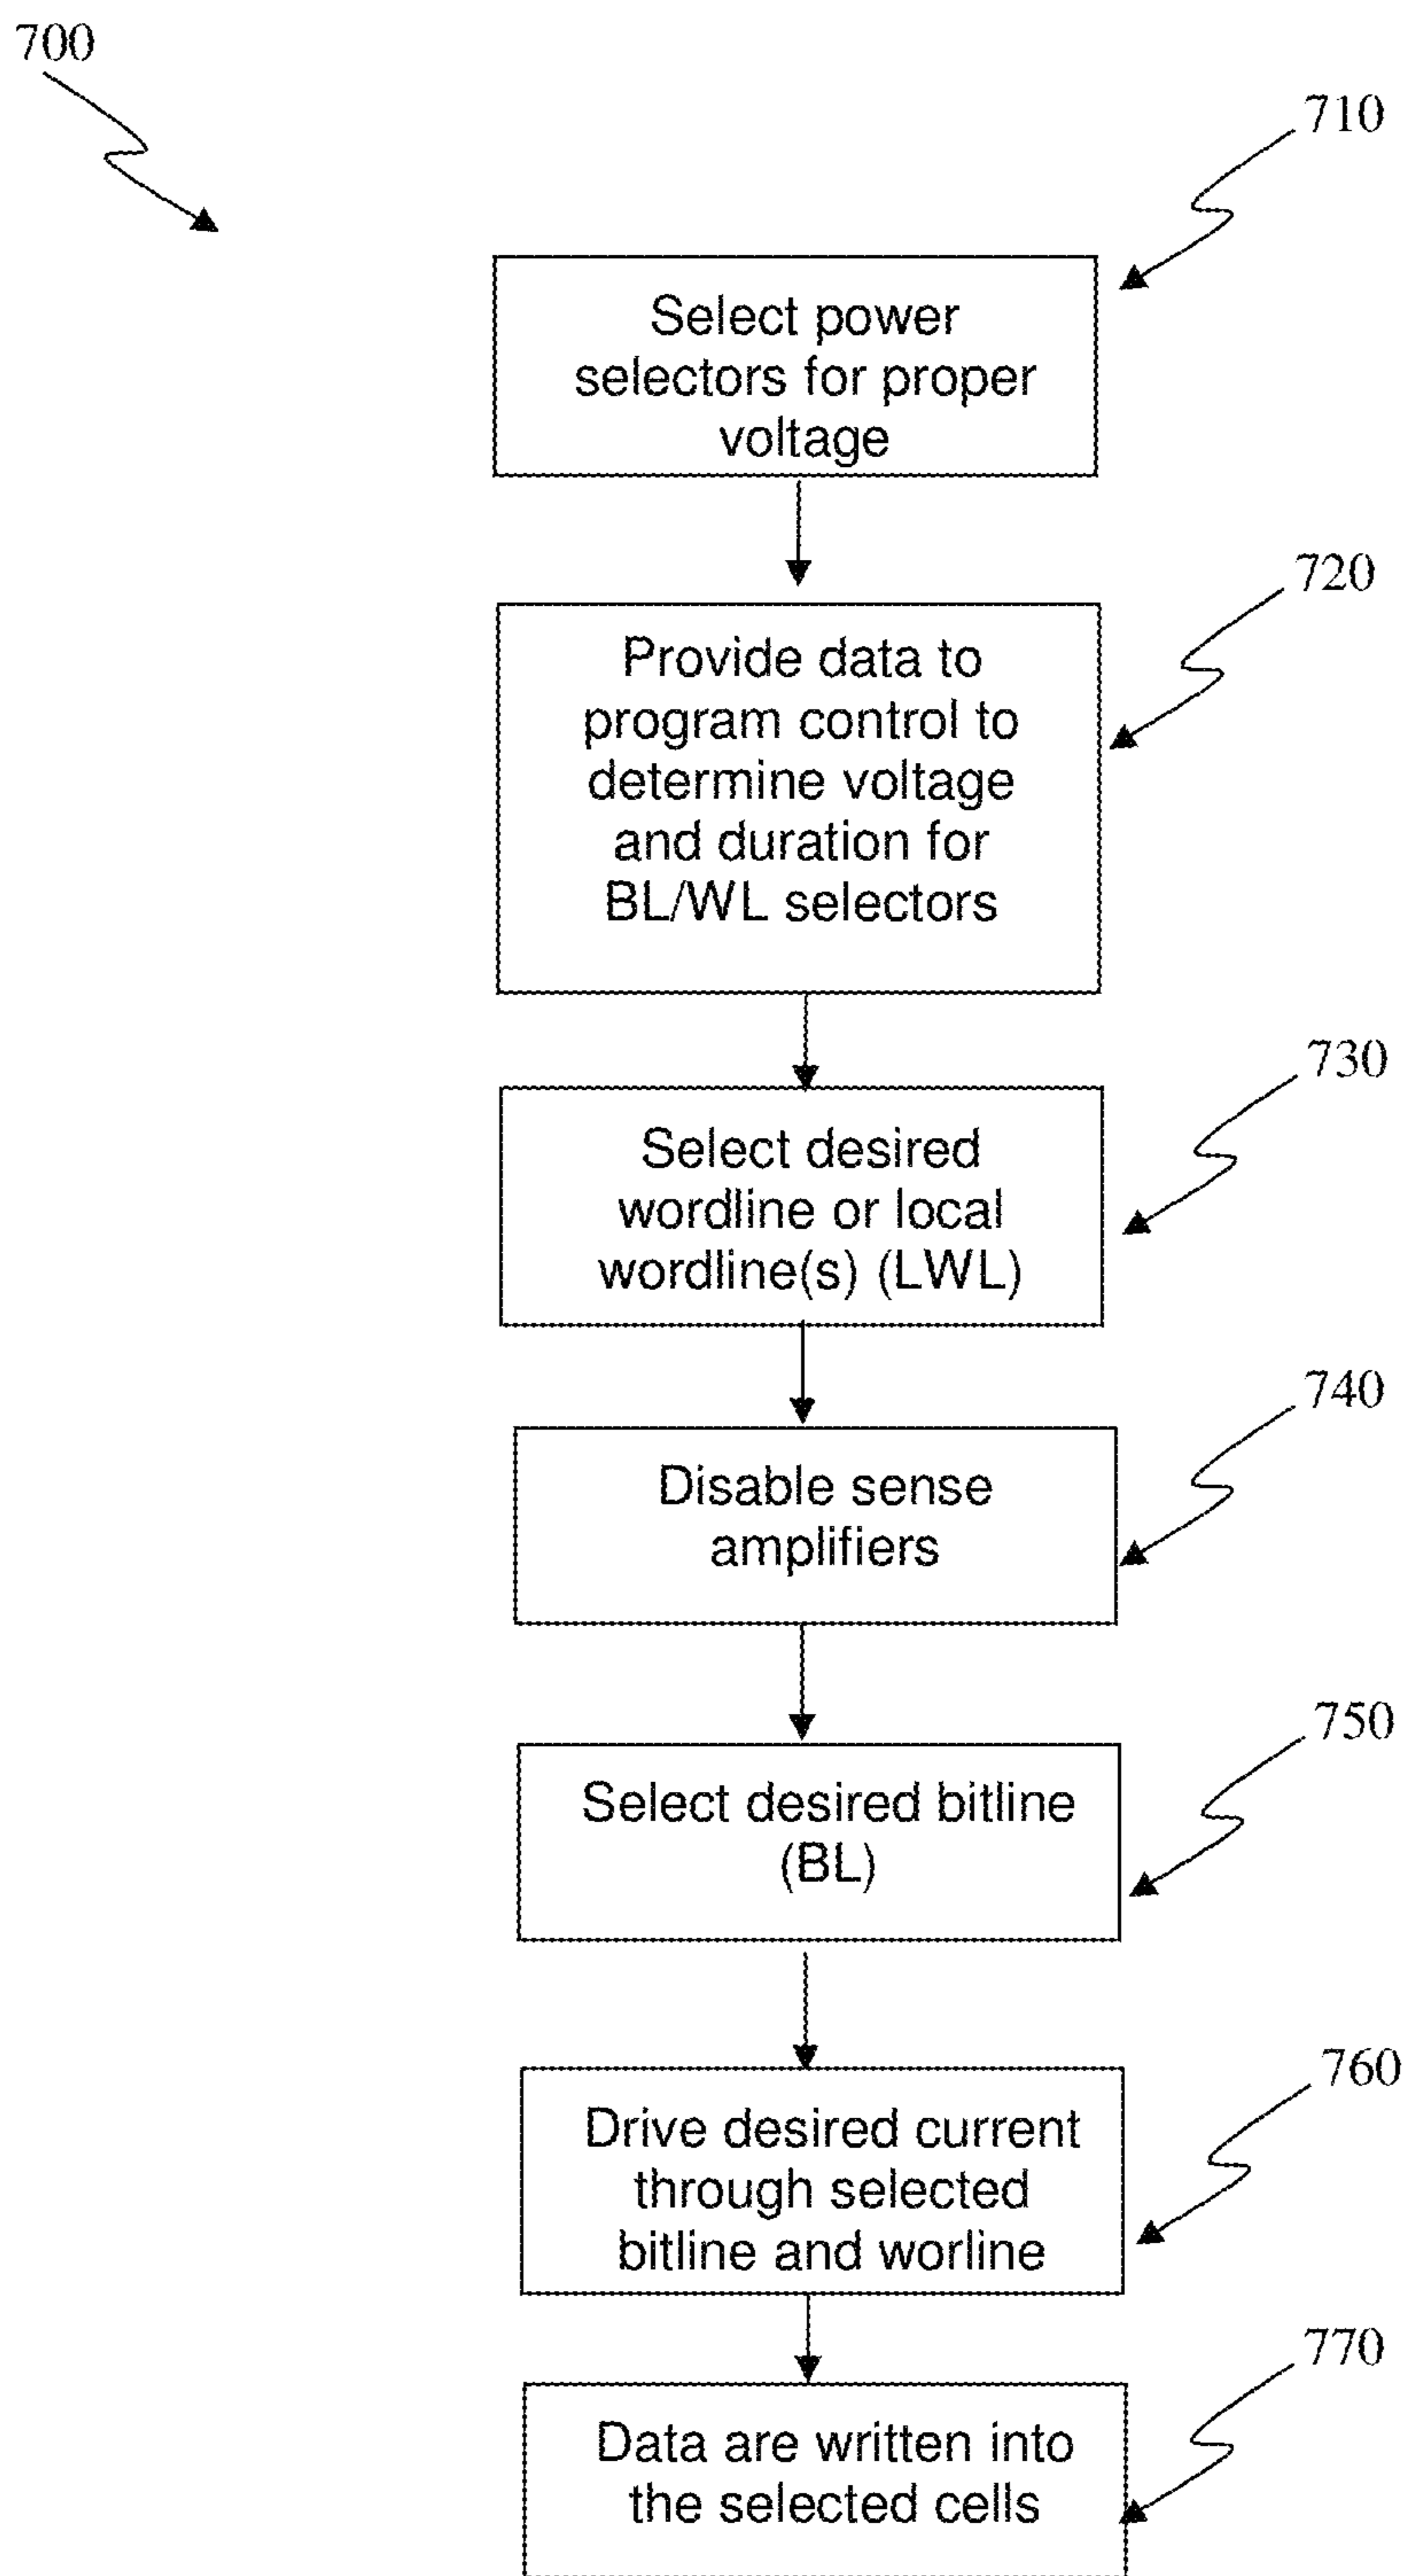 700
710
Select power
selectors for proper
voltage
720
Provide data to
program control to
determine voltage
and duration for
BL/WL selectors
730
Select desired
wordline or local
wordline(s) (LWL)
740
Disable sense
amplifiers
750
Select desired bitline
(BL)
760
Drive desired current
through selected
bitline and worline
770
Data are written into
the selected cells